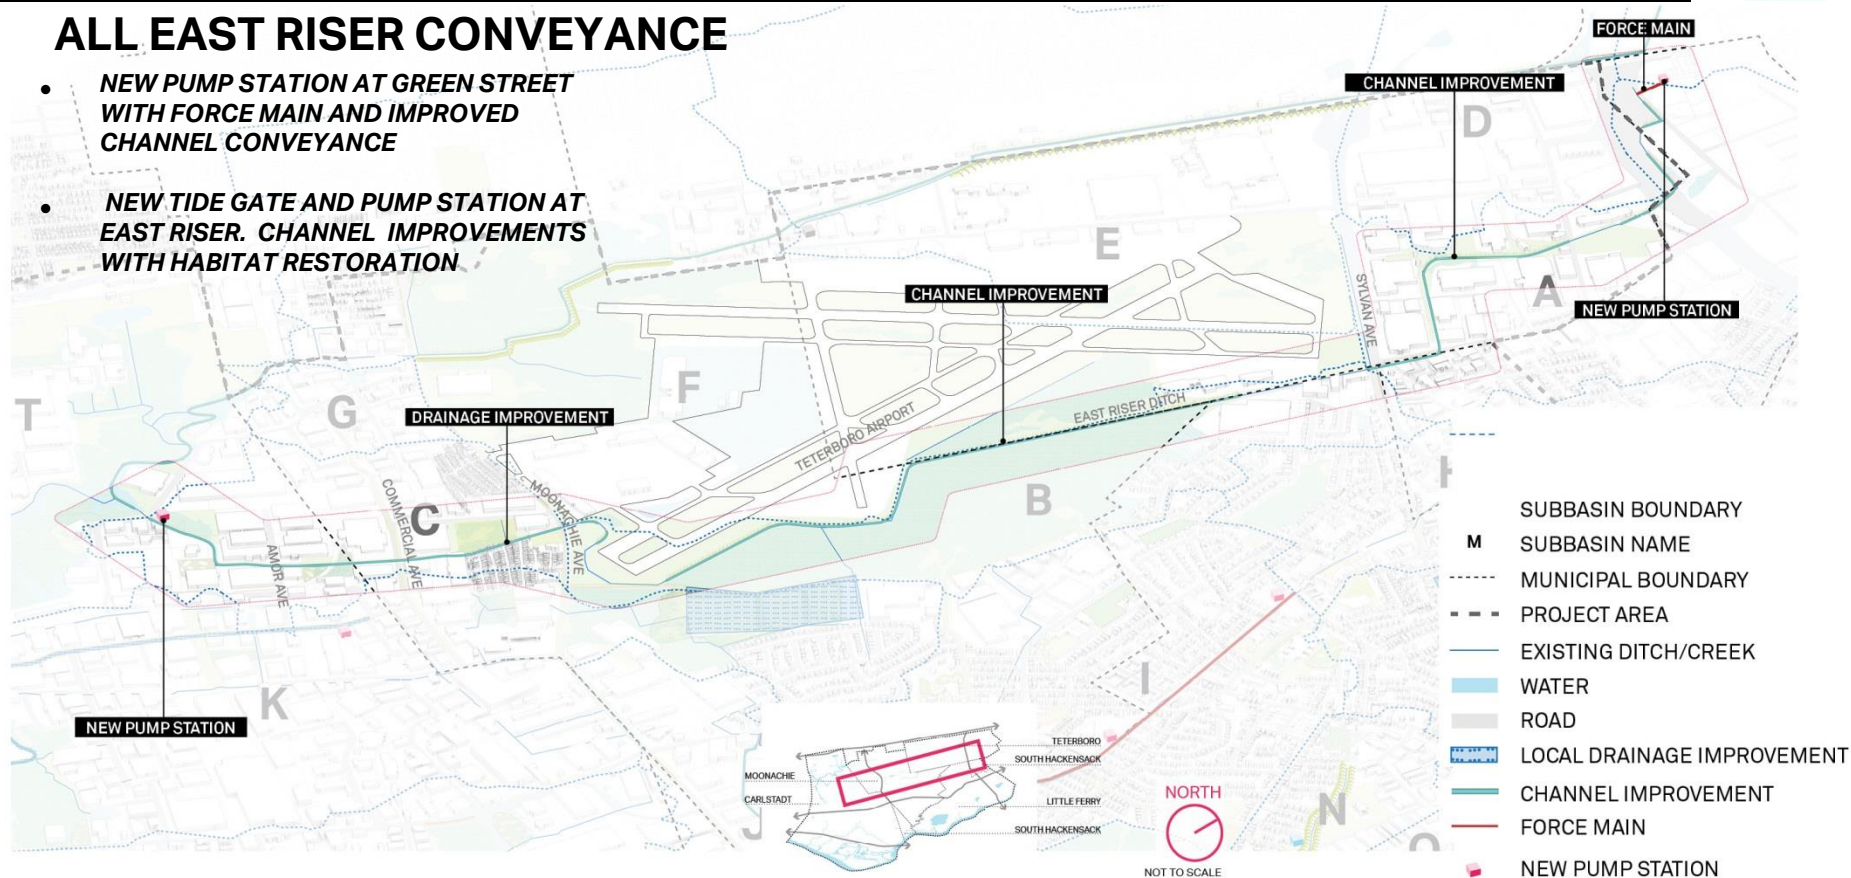 ALL EAST RISER CONVEYANCE
• NEW PUMP STATION AT GREEN STREET
WITH FORCE MAIN AND IMPROVED
CHANNEL CONVEYANCE
• NEW TIDE GATE AND PUMP STATION AT
EAST RISER. CHANNEL IMPROVEMENTS
WITH HABITAT RESTORATION
FORCE MAIN
CHANNEL IMPROVEMENT
D
E
A
NEW PUMP STATION
CHANNEL IMPROVEMENT
SYLVAN AVE
F
T
G
DRAINAGE IMPROVEMENT
TETERBORO AIRPORT
EAST RISER DITCH
B
C
COMMERCIAL AVE
MOONACHIE AVE
AMOR AVE
K
I
NEW PUMP STATION
J
N
TETERBORO
SOUTH HACKENSACK
MOONACHIE
CARLSTADT
LITTLE FERRY
SOUTH HACKENSACK
NORTH
NOT TO SCALE
SUBBASIN BOUNDARY
M SUBBASIN NAME
MUNICIPAL BOUNDARY
PROJECT AREA
EXISTING DITCH/CREEK
WATER
ROAD
LOCAL DRAINAGE IMPROVEMENT
CHANNEL IMPROVEMENT
FORCE MAIN
NEW PUMP STATION